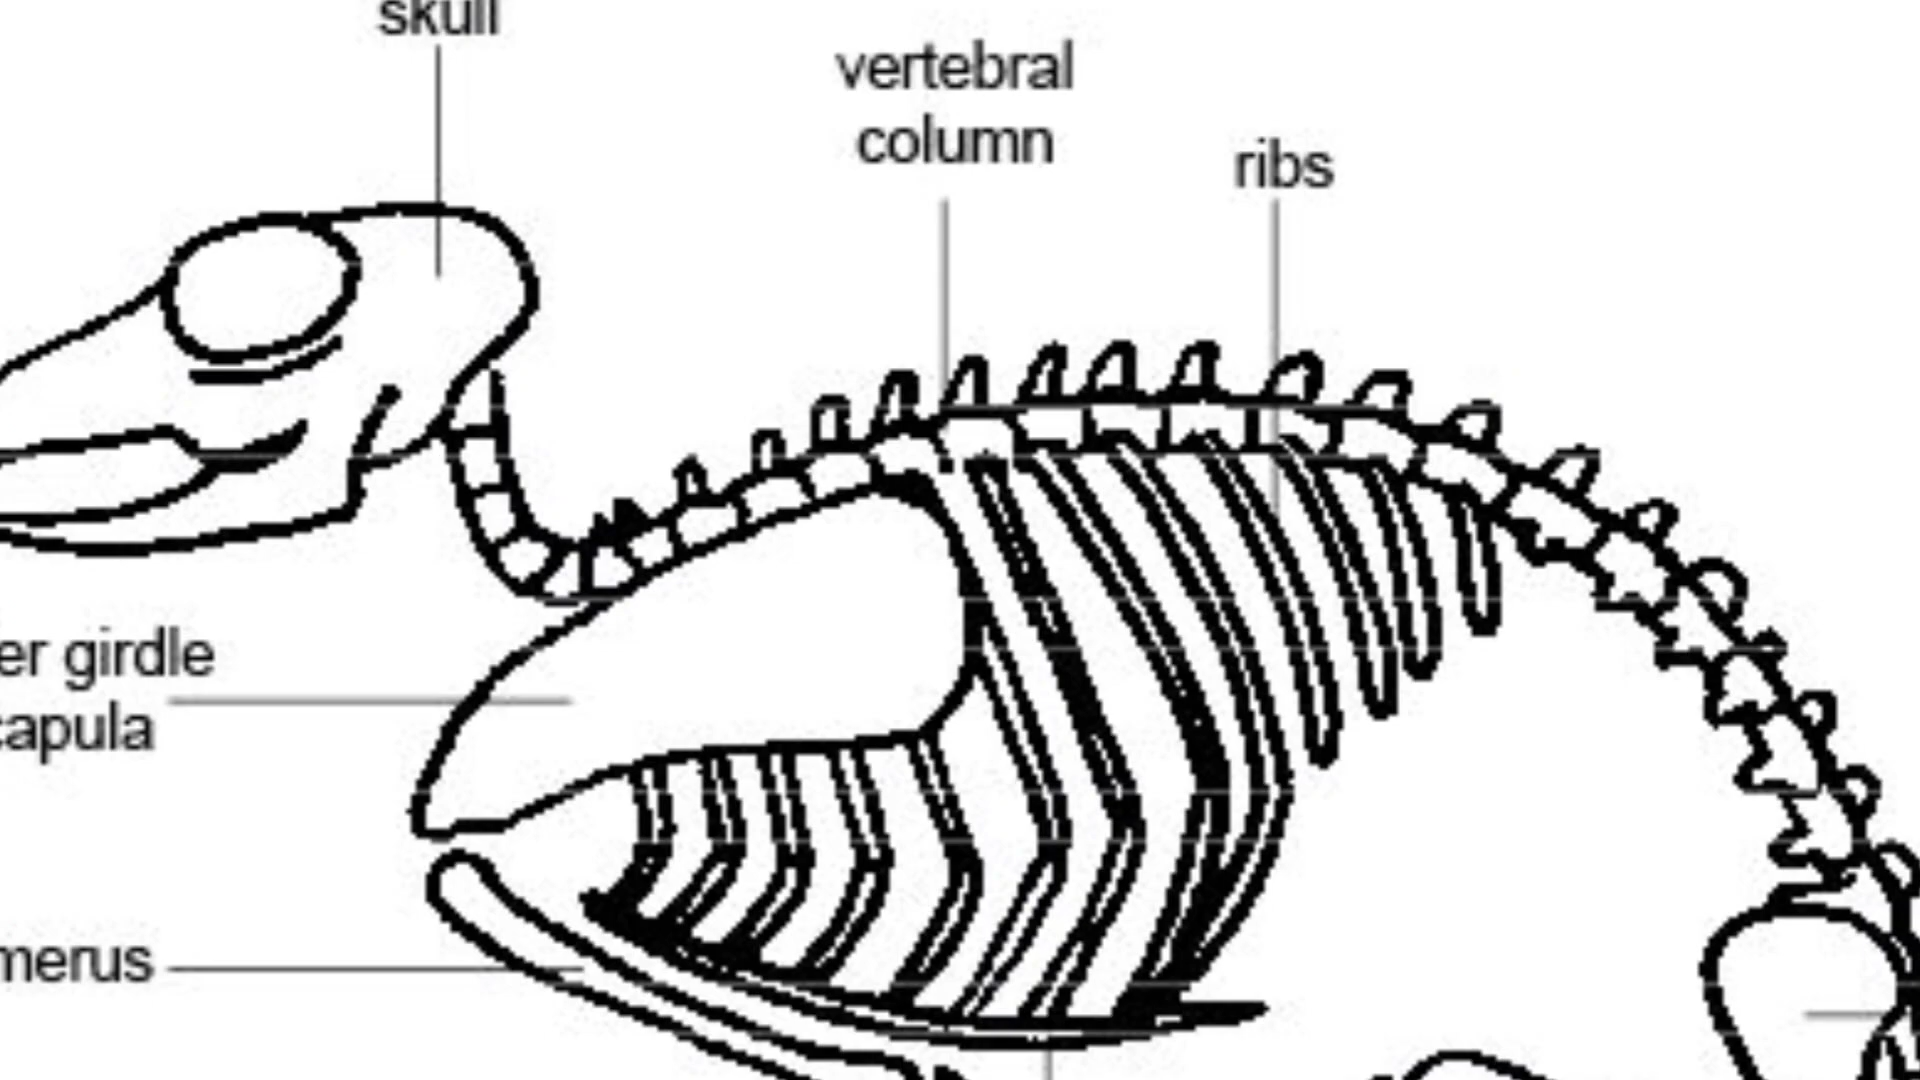 skull
vertebral
column
ribs
er girdle
capula
merus